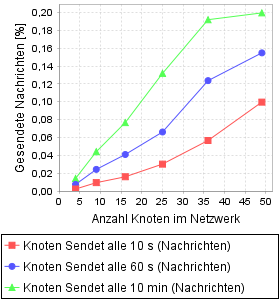 0,20
0,18
0,16
0,14
0,12
0,10
0,08
0,06
0,04
0,02
0,00
Gesendete Nachrichten [%]
0 5 10 15 20 25 30 35 40 45 50
Anzahl Knoten im Netzwerk
Knoten Sendet alle 10 s (Nachrichten)
Knoten Sendet alle 60 s (Nachrichten)
Knoten Sendet alle 10 min (Nachrichten)